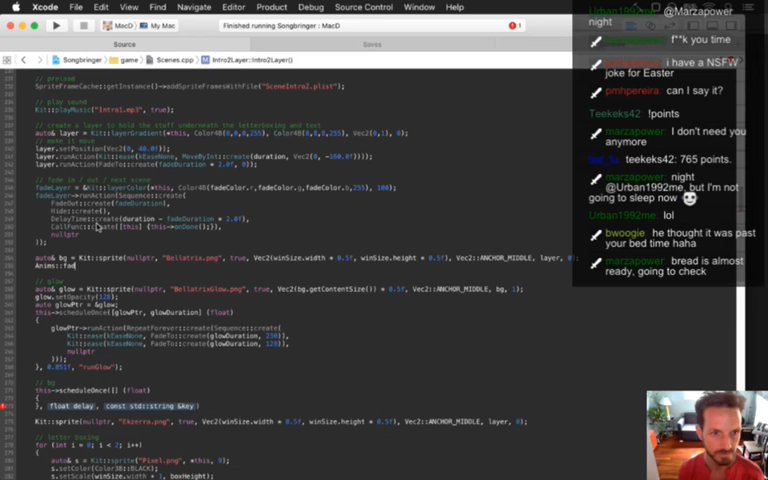 Xcode File Edit View Find Navigate Editor Product Debug Source Control Window Help
MacD My Mac
Finished running Songbringer : MacD
1
Source
Saves
Songbringer game Scenes.cpp Intro2Layer::Intro2Layer()
// preload
SpriteFrameCache::getInstance()->addSpriteFramesWithFile("SceneIntro2.plist");
// play sound
Kit::playMusic("Intro1.mp3", true);
// create a layer to hold the stuff underneath the letterboxing and text
auto& layer = Kit::layerGradient(*this, Color4B(0,0,0,255), Color4B(0,0,0,255), Vec2(0,1), 0);
// make it move
layer.setPosition(Vec2(0, 40.0f));
layer.runAction(Kit::ease(kEaseNone, MoveBy::create(duration, Vec2(0, -160.0f))));
layer.runAction(FadeTo::create(fadeDuration * 2.0f, 0));
// fade in / out / next scene
fadeLayer = &Kit::layerColor(*this, Color4B(fadeColor.r,fadeColor.g,fadeColor.b,255), 100);
fadeLayer->runAction(Sequence::create(
FadeOut::create(fadeDuration),
Hide::create(),
DelayTime::create(duration - fadeDuration * 2.0f),
CallFunc::create([this] {this->onDone();}),
nullptr
));
auto& bg = Kit::sprite(nullptr, "Bellatrix.png", true, Vec2(winSize.width * 0.5f, winSize.height * 0.5f), Vec2::ANCHOR_MIDDLE, layer, 0);
Anims::fad
// glow
auto& glow = Kit::sprite(nullptr, "BellatrixGlow.png", true, Vec2(bg.getContentSize()) * 0.5f, Vec2::ANCHOR_MIDDLE, bg, 1);
glow.setOpacity(128);
auto glowPtr = &glow;
this->scheduleOnce([glowPtr, glowDuration] (float)
{
glowPtr->runAction(RepeatForever::create(Sequence::create(
Kit::ease(kEaseNone, FadeTo::create(glowDuration, 230)),
Kit::ease(kEaseNone, FadeTo::create(glowDuration, 128)),
nullptr
)));
}, 0.051f, "runGlow");
// bg
this->scheduleOnce([] (float)
{
}, float delay, const std::string &key)
Kit::sprite(nullptr, "Ekzerra.png", true, Vec2(winSize.width * 0.5f, winSize.height * 0.5f), Vec2::ANCHOR_MIDDLE, layer, 0);
// letter boxing
for (int i = 0; i < 2; i++)
{
auto& s = Kit::sprite("Pixel.png", *this, 9);
s.setColor(Color3B::BLACK);
s.setScale(winSize.width + 1, boxHeight);
Urban1992me: @Marzapower
night
marzapower: f**k you time
i have a NSFW
joke for Easter
pmhpereira: can I say it?
Teekeks42: !points
marzapower: I don't need you
anymore
teekeks42: 765 points.
marzapower: night
@Urban1992me, but I'm not
going to sleep now
Urban1992me: lol
bwoogie: he thought it was past
your bed time haha
marzapower: bread is almost
ready, going to check